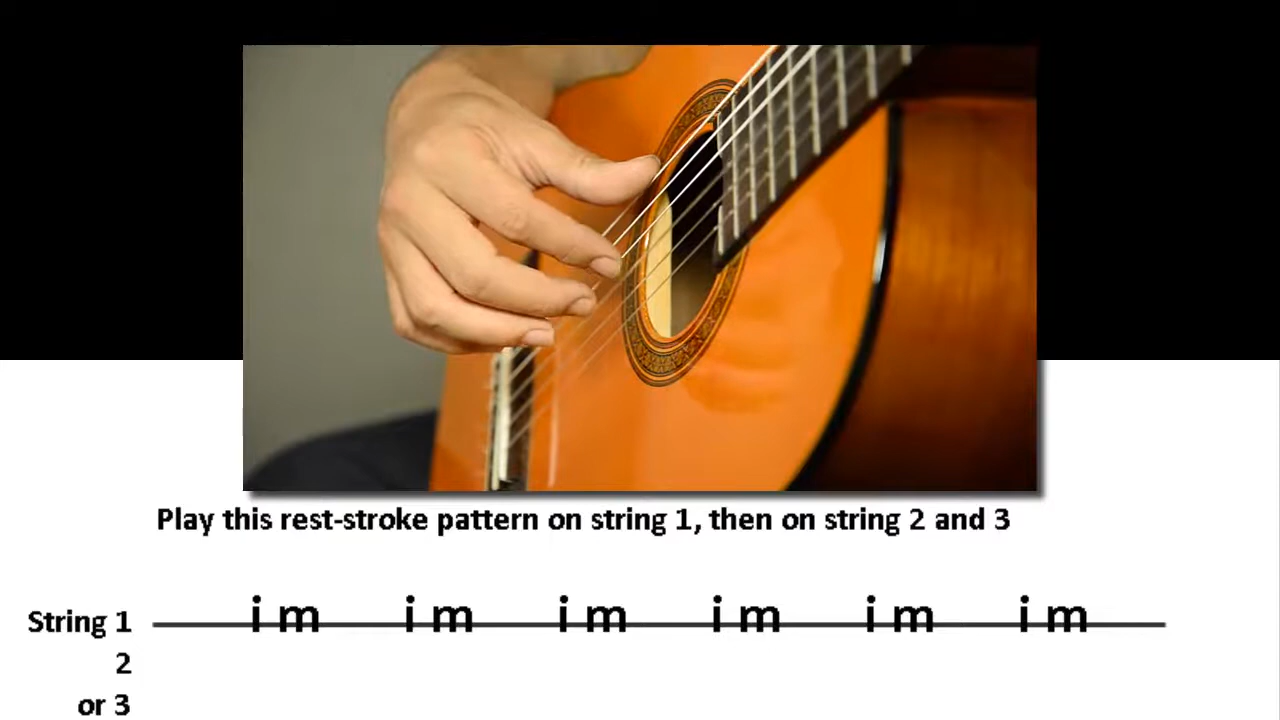 Play this rest-stroke pattern on string 1, then on string 2 and 3
String 1 i m i m i m i m i m i m
2
or 3